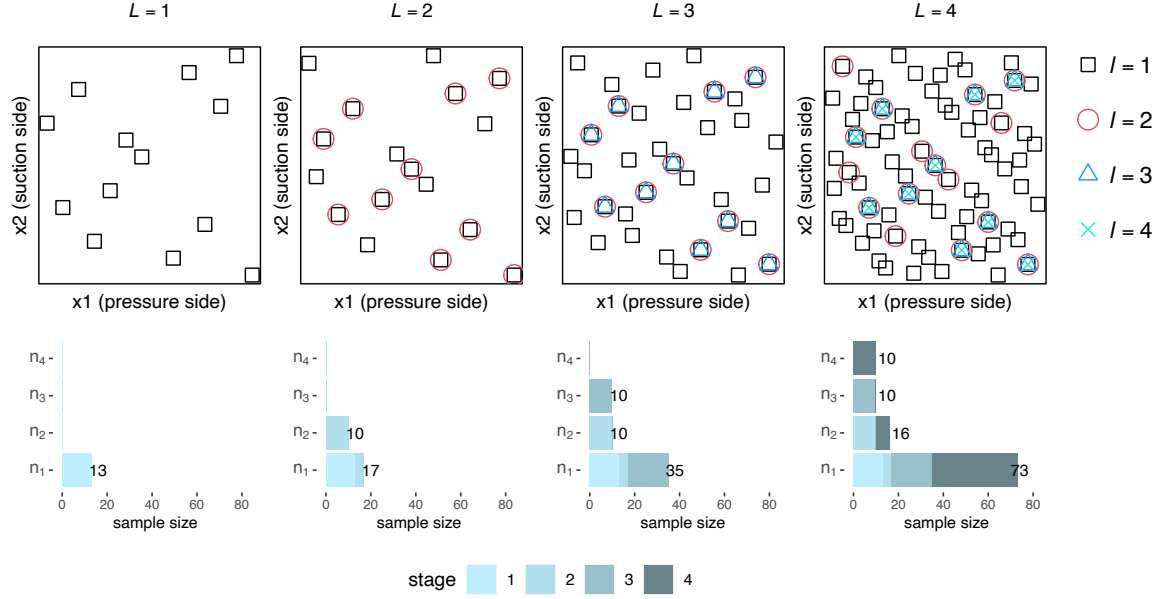 L = 1
L = 2
L = 3
L = 4
x2 (suction side)
x2 (suction side)
x2 (suction side)
x2 (suction side)
x1 (pressure side)
x1 (pressure side)
x1 (pressure side)
x1 (pressure side)
l = 1
l = 2
l = 3
l = 4
n4
n3
n2
n1
13
0 20 40 60 80
sample size
n4
n3
n2
10
n1
17
0 20 40 60 80
sample size
n4
n3
10
n2
10
n1
35
0 20 40 60 80
sample size
n4
10
n3
10
n2
16
n1
73
0 20 40 60 80
sample size
stage 1 2 3 4